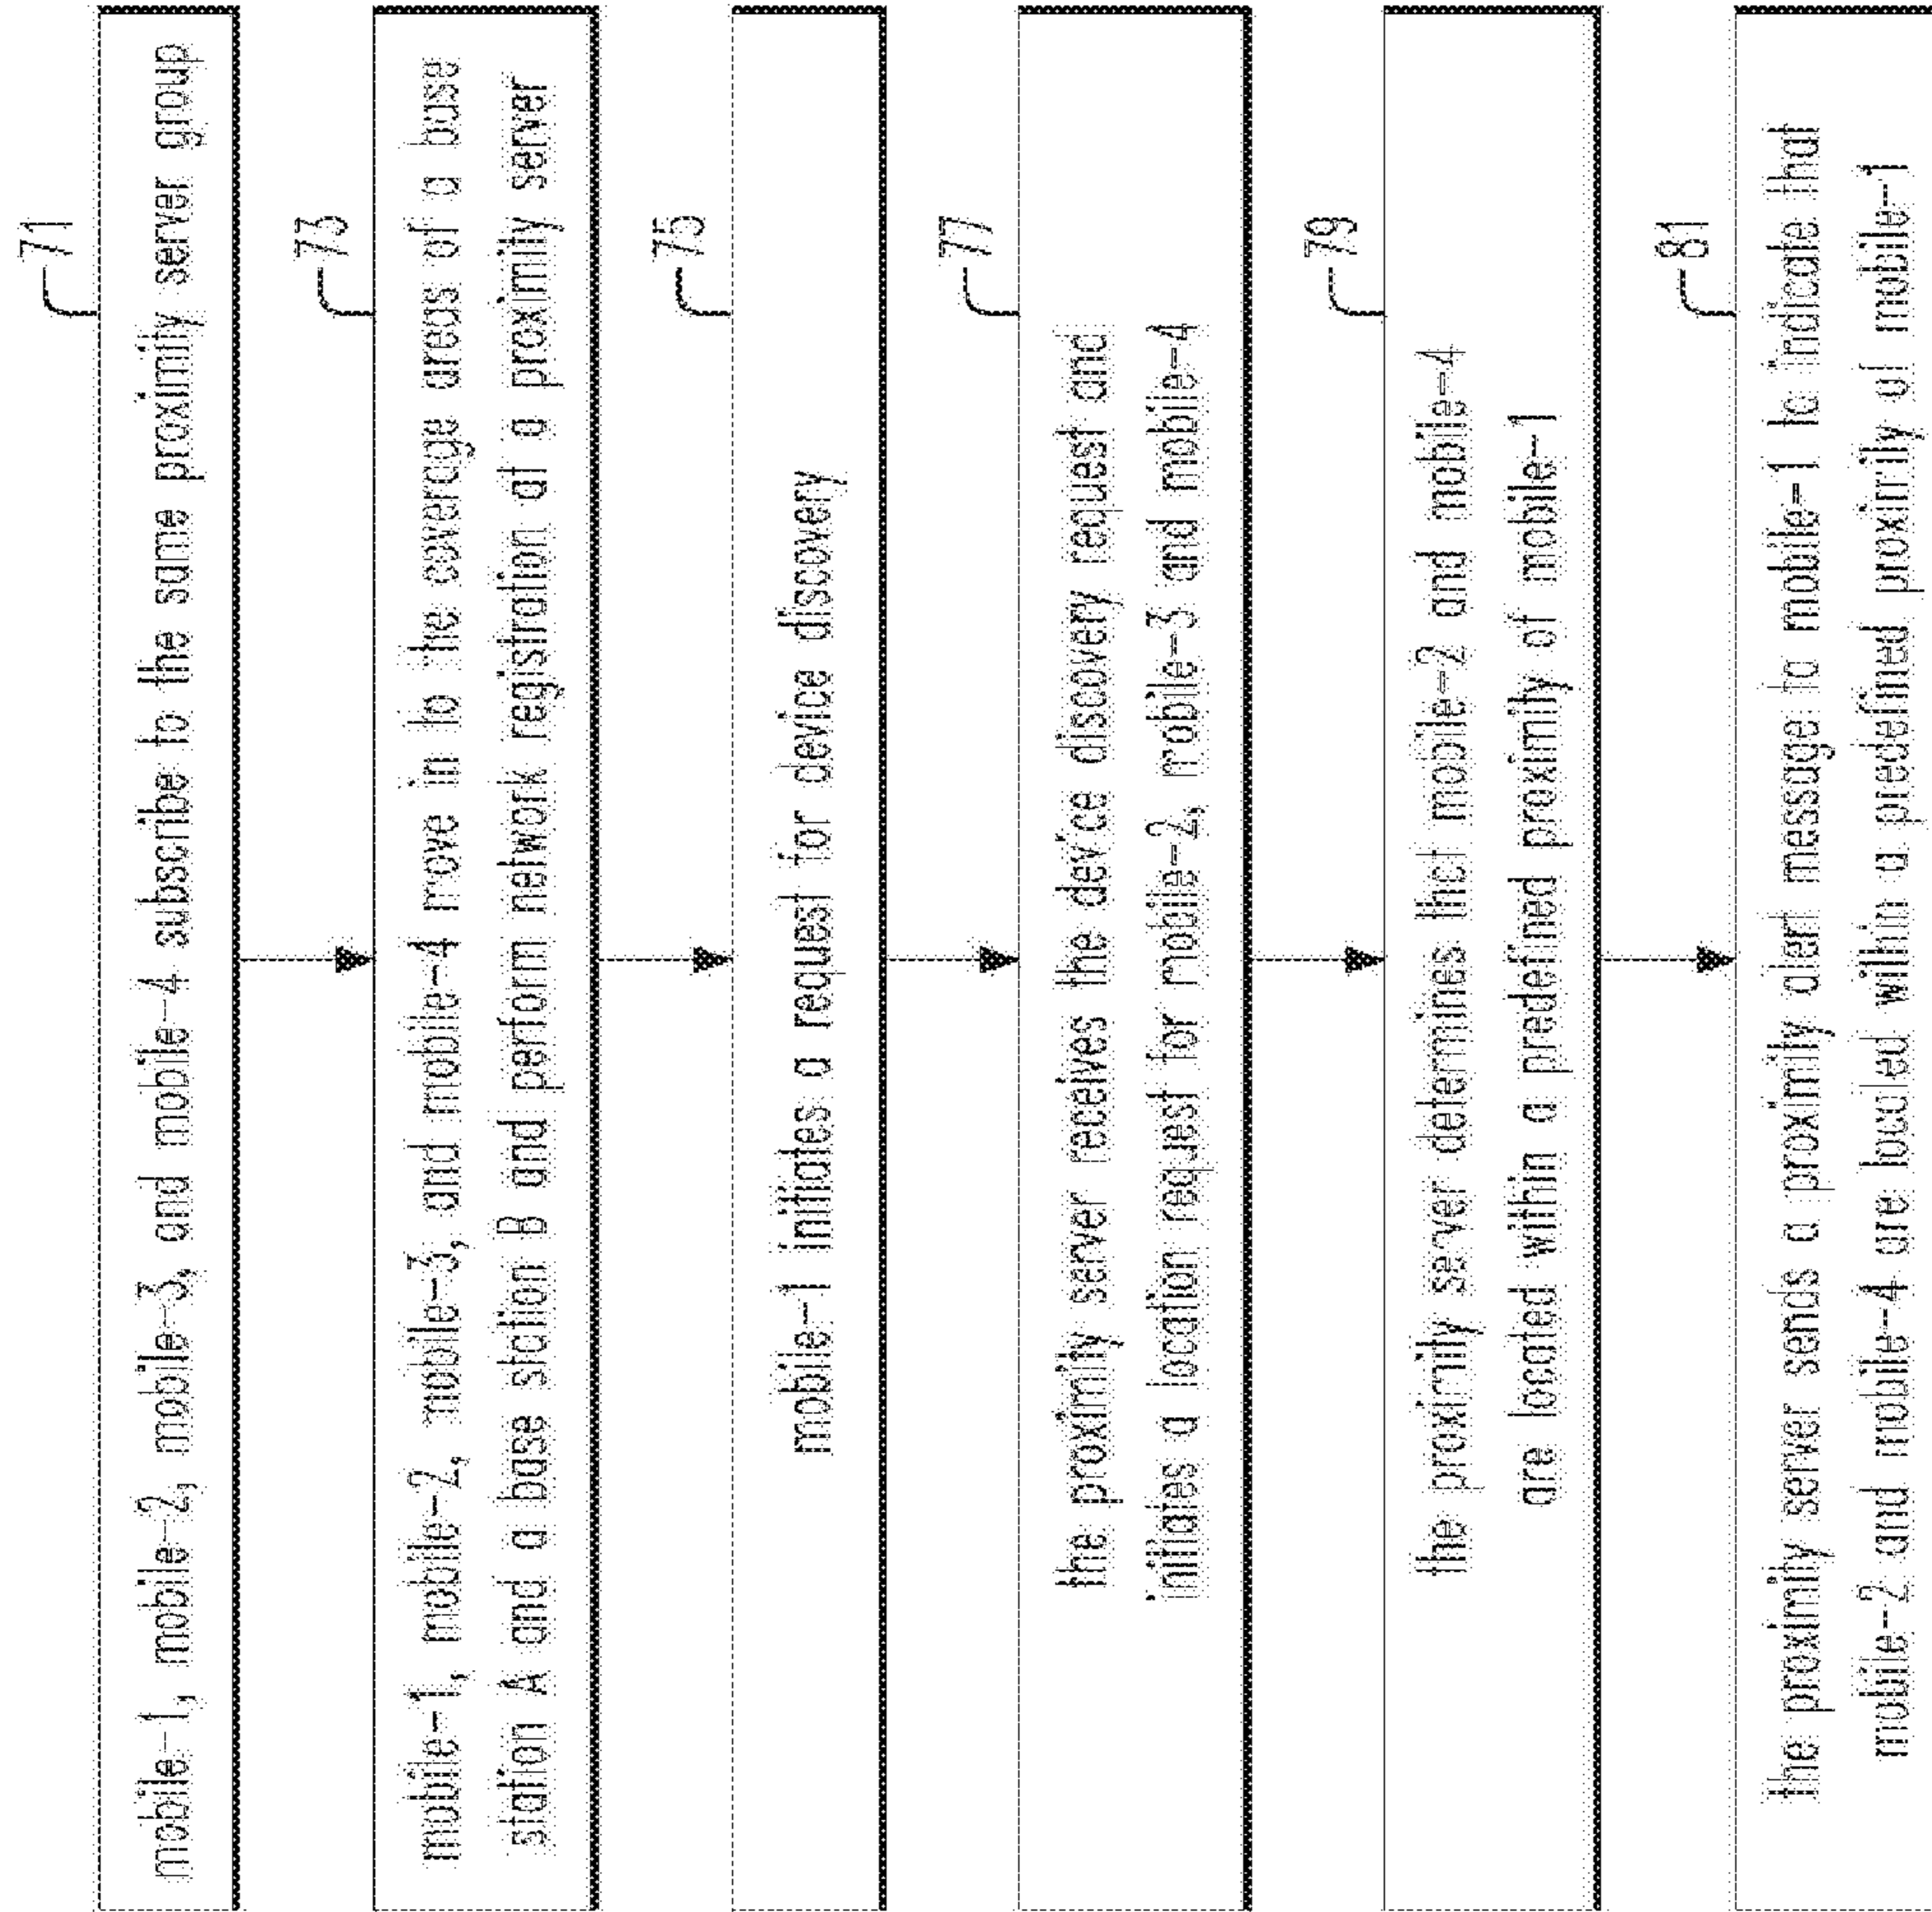 71
mobile-1, mobile-2, mobile-3, and mobile-4 subscribe to the same proximity server group
73
mobile-1, mobile-2, mobile-3, and mobile-4 move in to the coverage areas of a base
station A and a base station B and perform network registration at a proximity server
75
mobile-1 initiates a request for device discovery
77
the proximity server receives the device discovery request and
initiates a location request for mobile-2, mobile-3 and mobile-4
79
the proximity server determines that mobile-2 and mobile-4
are located within a predefined proximity of mobile-1
81
the proximity server sends a proximity alert message to mobile-1 to indicate that
mobile-2 and mobile-4 are located within a predefined proximity of mobile-1